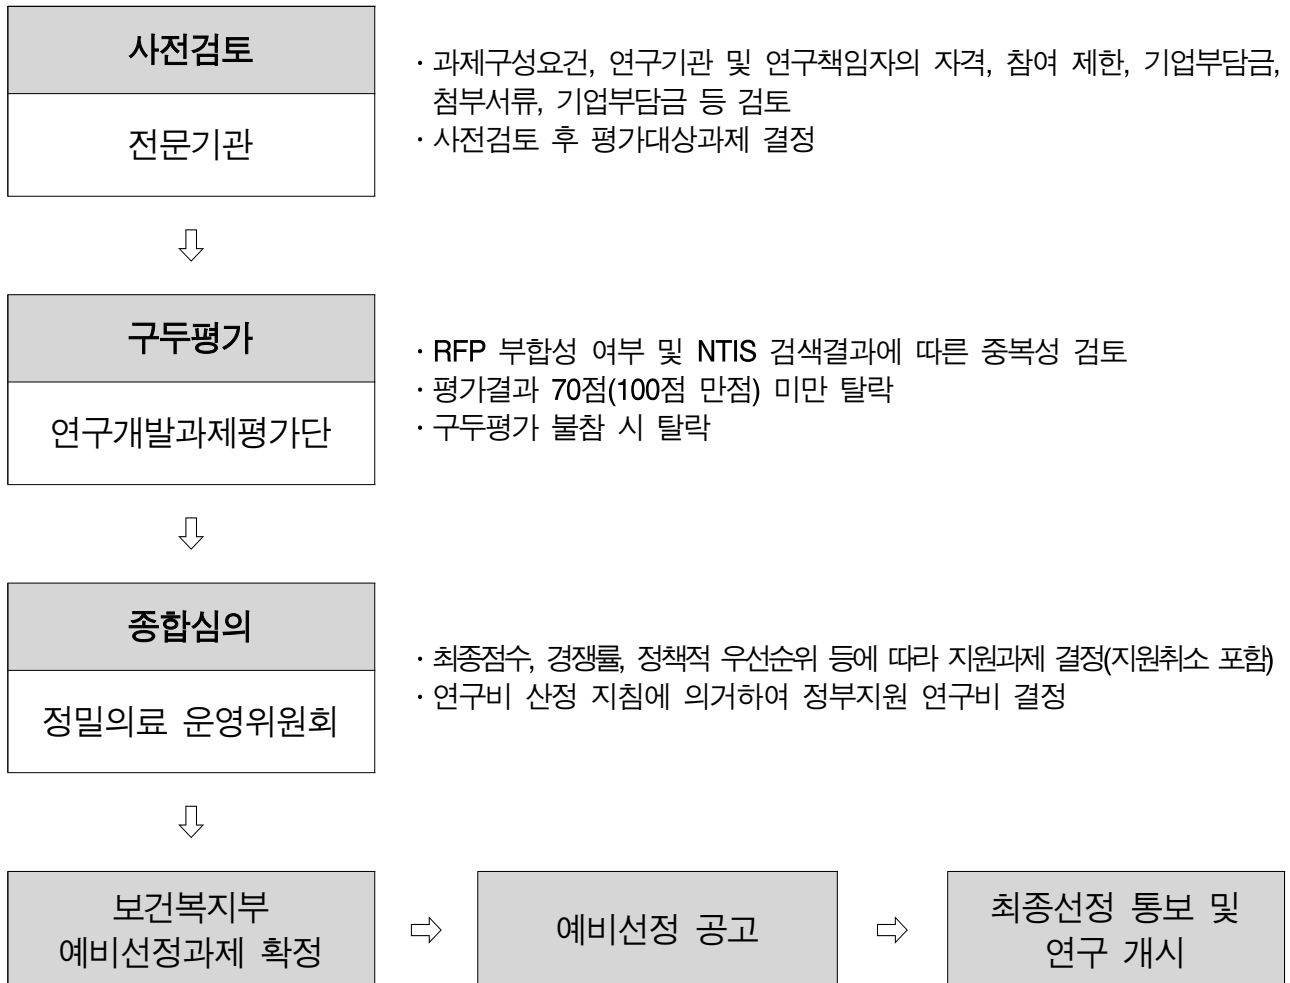 사전검토
전문기관
· 과제구성요건, 연구기관 및 연구책임자의 자격, 참여 제한, 기업부담금,
첨부서류, 기업부담금 등 검토
· 사전검토 후 평가대상과제 결정
⇩
구두평가
연구개발과제평가단
· RFP 부합성 여부 및 NTIS 검색결과에 따른 중복성 검토
· 평가결과 70점(100점 만점) 미만 탈락
· 구두평가 불참 시 탈락
⇩
종합심의
정밀의료 운영위원회
· 최종점수, 경쟁률, 정책적 우선순위 등에 따라 지원과제 결정(지원취소 포함)
· 연구비 산정 지침에 의거하여 정부지원 연구비 결정
⇩
보건복지부
예비선정과제 확정
⇨
예비선정 공고
⇨
최종선정 통보 및
연구 개시